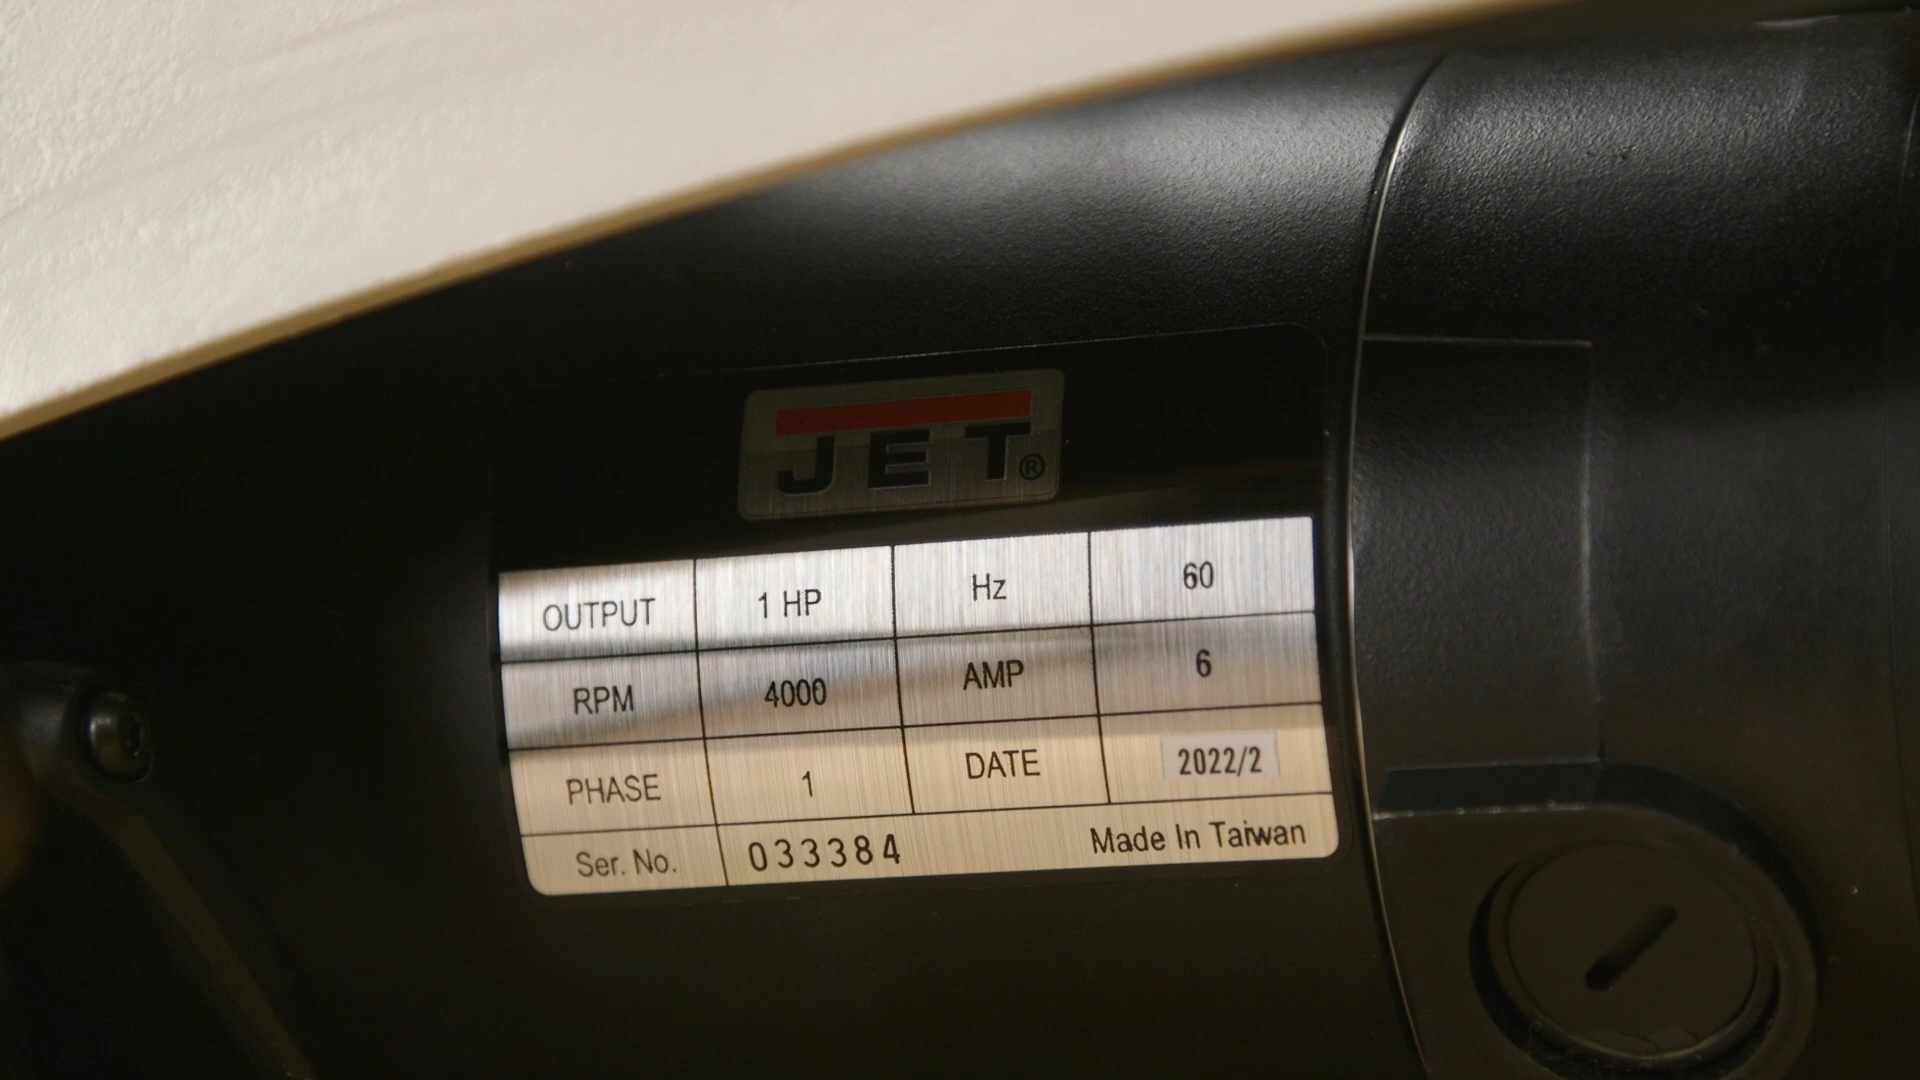 JET®
OUTPUT 1 HP Hz 60
RPM 4000 AMP 6
PHASE 1 DATE 2022/2
Ser. No. 033384 Made In Taiwan